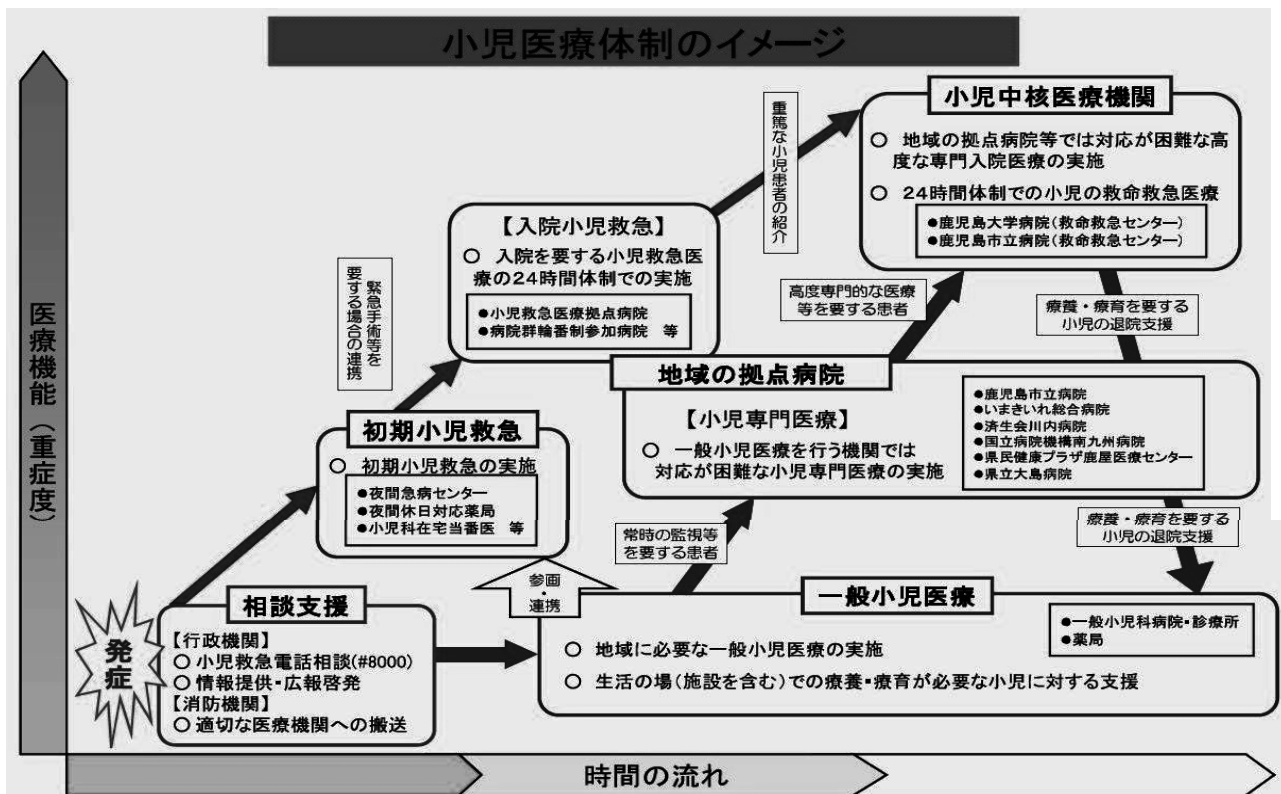 小児医療体制のイメージ
医療機能（重症度）
時間の流れ
発症
相談支援
【行政機関】
○ 小児救急電話相談(#8000)
○ 情報提供・広報啓発
【消防機関】
○ 適切な医療機関への搬送
初期小児救急
○ 初期小児救急の実施
●夜間急病センター
●夜間休日対応薬局
●小児科在宅当番医 等
緊急手術等を
要する場合の連携
【入院小児救急】
○ 入院を要する小児救急医
療の24時間体制での実施
●小児救急医療拠点病院
●病院群輪番制参加病院 等
重篤な小児患者の紹介
小児中核医療機関
○ 地域の拠点病院等では対応が困難な高
度な専門入院医療の実施
○ 24時間体制での小児の救命救急医療
●鹿児島大学病院(救命救急センター)
●鹿児島市立病院(救命救急センター)
高度専門的な医療
等を要する患者
療養・療育を要する
小児の退院支援
地域の拠点病院
【小児専門医療】
○ 一般小児医療を行う機関では
対応が困難な小児専門医療の実施
●鹿児島市立病院
●いまきいれ総合病院
●済生会川内病院
●国立病院機構南九州病院
●県民健康プラザ鹿屋医療センター
●県立大島病院
常時の監視等
を要する患者
療養・療育を要する
小児の退院支援
参画
・
連携
一般小児医療
○ 地域に必要な一般小児医療の実施
○ 生活の場(施設を含む)での療養・療育が必要な小児に対する支援
●一般小児科病院・診療所
●薬局